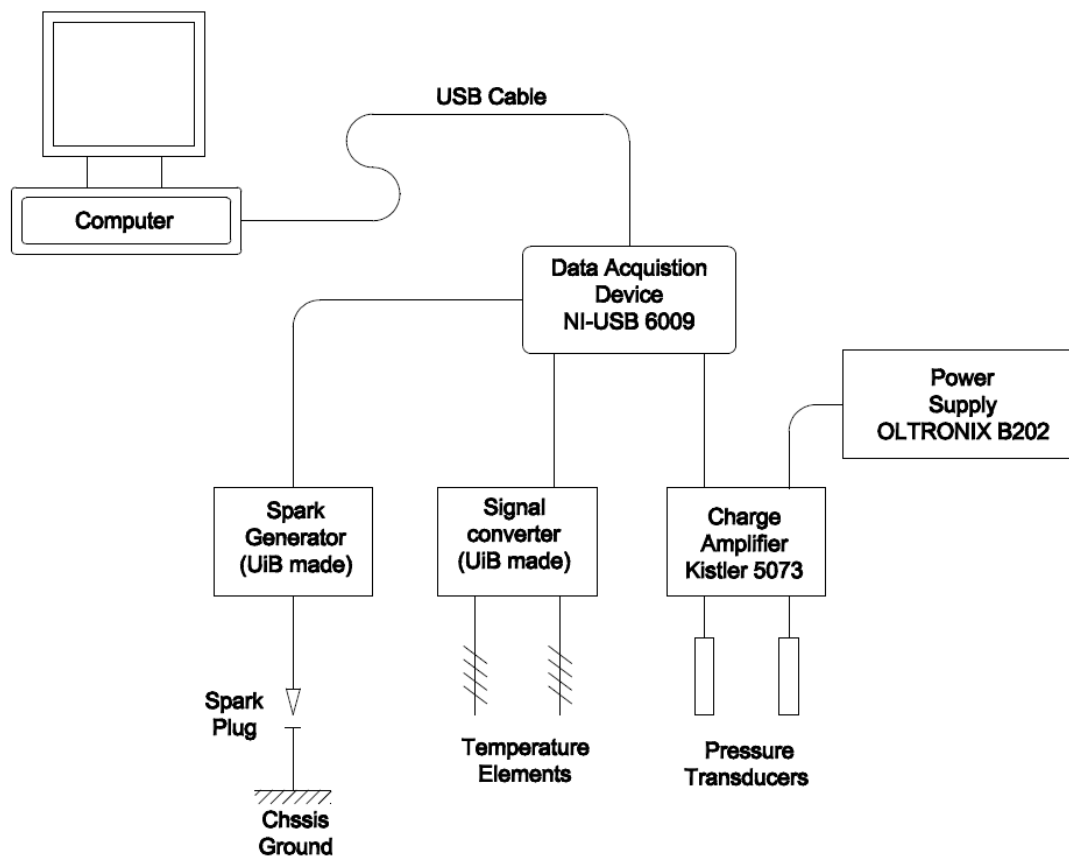 USB Cable
Computer
Data Acquistion
Device
NI-USB 6009
Power
Supply
OLTRONIX B202
Spark
Generator
(UiB made)
Signal
converter
(UiB made)
Charge
Amplifier
Kistler 5073
Spark
Plug
Temperature
Elements
Pressure
Transducers
Chssis
Ground